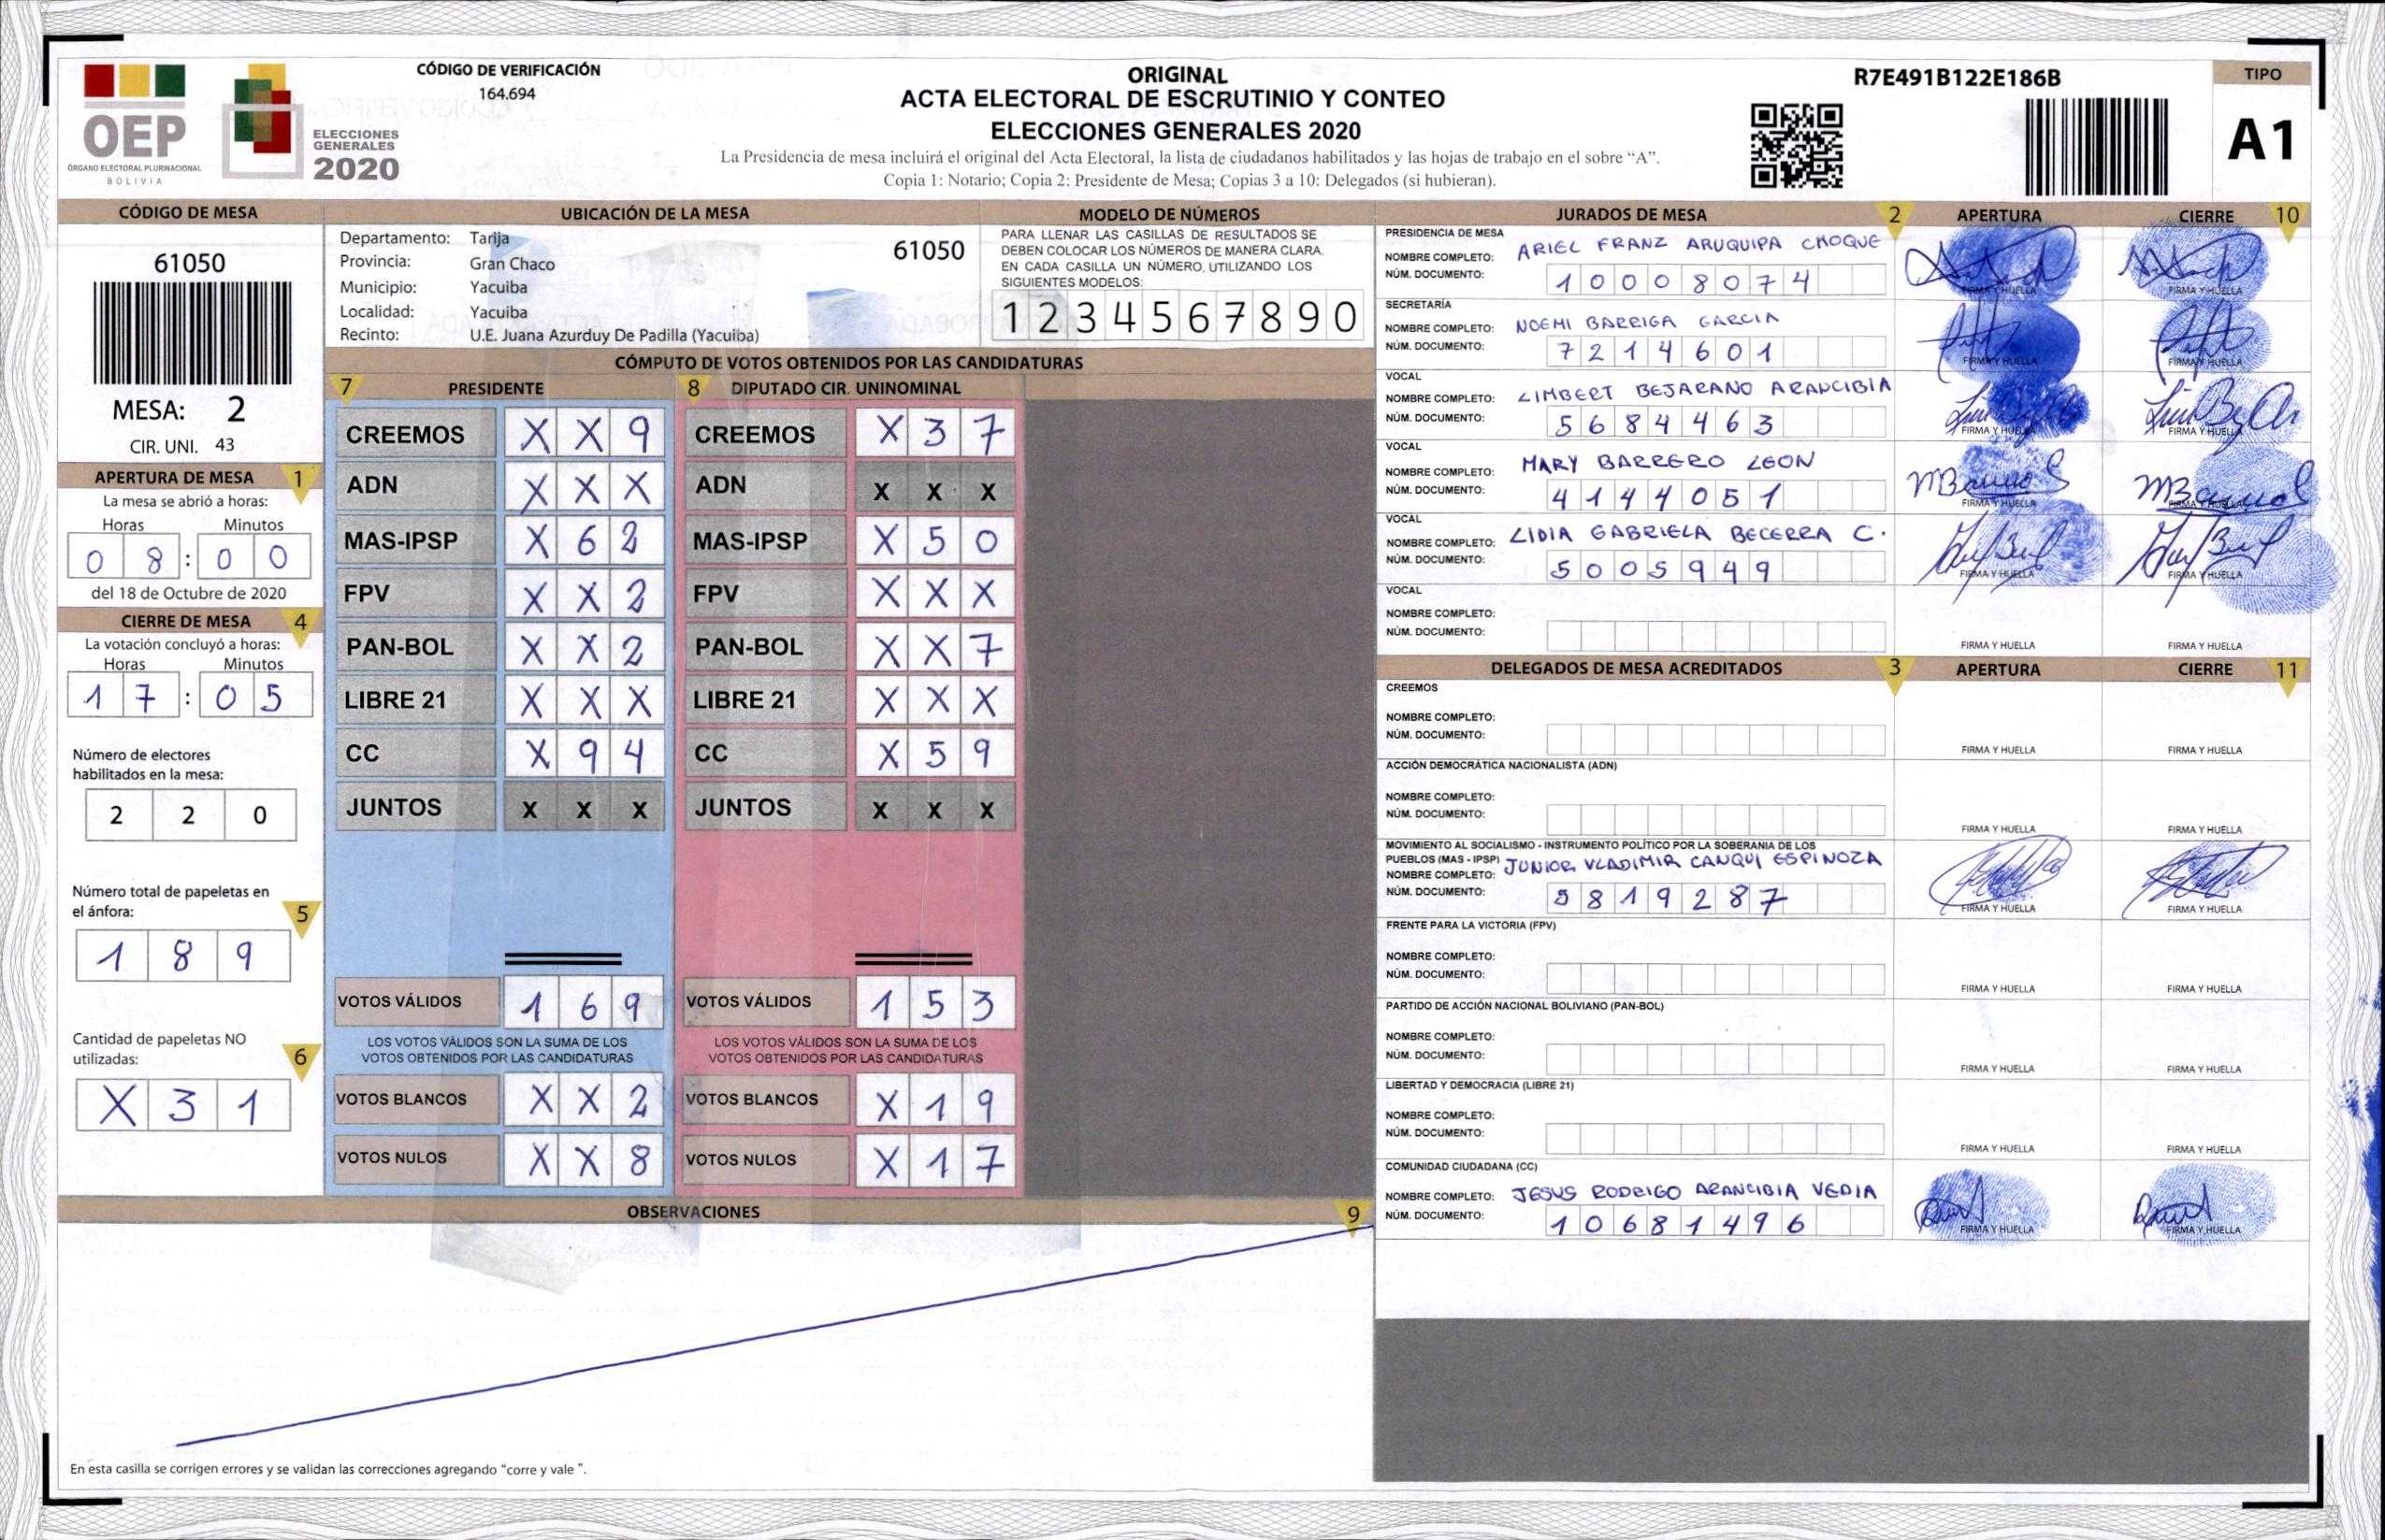 OEP
ÓRGANO ELECTORAL PLURINACIONAL
BOLIVIA
ELECCIONES
GENERALES
2020
CÓDIGO DE VERIFICACIÓN
164.694
ORIGINAL
ACTA ELECTORAL DE ESCRUTINIO Y CONTEO
ELECCIONES GENERALES 2020
La Presidencia de mesa incluirá el original del Acta Electoral, la lista de ciudadanos habilitados y las hojas de trabajo en el sobre “A”.
Copia 1: Notario; Copia 2: Presidente de Mesa; Copias 3 a 10: Delegados (si hubieran).
R7E491B122E186B
TIPO
A1
CÓDIGO DE MESA
61050
MESA: 2
CIR. UNI. 43
APERTURA DE MESA 1
La mesa se abrió a horas:
Horas Minutos
0 8 : 0 0
del 18 de Octubre de 2020
CIERRE DE MESA 4
La votación concluyó a horas:
Horas Minutos
1 7 : 0 5
Número de electores
habilitados en la mesa:
2 2 0
Número total de papeletas en
el ánfora: 5
1 8 9
Cantidad de papeletas NO
utilizadas: 6
X 3 1
UBICACIÓN DE LA MESA
Departamento: Tarija
61050
Provincia: Gran Chaco
Municipio: Yacuiba
Localidad: Yacuiba
Recinto: U.E. Juana Azurduy De Padilla (Yacuiba)
MODELO DE NÚMEROS
PARA LLENAR LAS CASILLAS DE RESULTADOS SE
DEBEN COLOCAR LOS NÚMEROS DE MANERA CLARA.
EN CADA CASILLA UN NÚMERO, UTILIZANDO LOS
SIGUIENTES MODELOS:
1 2 3 4 5 6 7 8 9 0
CÓMPUTO DE VOTOS OBTENIDOS POR LAS CANDIDATURAS
7 PRESIDENTE 8 DIPUTADO CIR. UNINOMINAL
CREEMOS X X 9 CREEMOS X 3 7
ADN X X X ADN X X X
MAS-IPSP X 6 2 MAS-IPSP X 5 0
FPV X X 2 FPV X X X
PAN-BOL X X 2 PAN-BOL X X 7
LIBRE 21 X X X LIBRE 21 X X X
CC X 9 4 CC X 5 9
JUNTOS X X X JUNTOS X X X
VOTOS VÁLIDOS 1 6 9 VOTOS VÁLIDOS 1 5 3
LOS VOTOS VÁLIDOS SON LA SUMA DE LOS LOS VOTOS VÁLIDOS SON LA SUMA DE LOS
VOTOS OBTENIDOS POR LAS CANDIDATURAS VOTOS OBTENIDOS POR LAS CANDIDATURAS
VOTOS BLANCOS X X 2 VOTOS BLANCOS X 1 9
VOTOS NULOS X X 8 VOTOS NULOS X 1 7
OBSERVACIONES 9
En esta casilla se corrigen errores y se validan las correcciones agregando “corre y vale ”.
JURADOS DE MESA 2 APERTURA CIERRE 10
PRESIDENCIA DE MESA
NOMBRE COMPLETO: ARIEL FRANZ ARUQUIPA CHOQUE
NÚM. DOCUMENTO: 1 0 0 0 8 0 7 4
FIRMA Y HUELLA FIRMA Y HUELLA
SECRETARÍA
NOMBRE COMPLETO: NOEMI BARRIGA GARCIA
NÚM. DOCUMENTO: 7 2 1 4 6 0 1
FIRMA Y HUELLA FIRMA Y HUELLA
VOCAL
NOMBRE COMPLETO: LIMBERT BEJARANO ARANCIBIA
NÚM. DOCUMENTO: 5 6 8 4 4 6 3
FIRMA Y HUELLA FIRMA Y HUELLA
VOCAL
NOMBRE COMPLETO: MARY BARRERO LEON
NÚM. DOCUMENTO: 4 1 4 4 0 5 1
FIRMA Y HUELLA FIRMA Y HUELLA
VOCAL
NOMBRE COMPLETO: LIDIA GABRIELA BECERRA C.
NÚM. DOCUMENTO: 5 0 0 5 9 4 9
FIRMA Y HUELLA FIRMA Y HUELLA
VOCAL
NOMBRE COMPLETO:
NÚM. DOCUMENTO:
FIRMA Y HUELLA FIRMA Y HUELLA
DELEGADOS DE MESA ACREDITADOS 3 APERTURA CIERRE 11
CREEMOS
NOMBRE COMPLETO:
NÚM. DOCUMENTO:
FIRMA Y HUELLA FIRMA Y HUELLA
ACCIÓN DEMOCRÁTICA NACIONALISTA (ADN)
NOMBRE COMPLETO:
NÚM. DOCUMENTO:
FIRMA Y HUELLA FIRMA Y HUELLA
MOVIMIENTO AL SOCIALISMO - INSTRUMENTO POLÍTICO POR LA SOBERANIA DE LOS
PUEBLOS (MAS - IPSP)
NOMBRE COMPLETO: JUNIOR VLADIMIR CANQUI ESPINOZA
NÚM. DOCUMENTO: 5 8 1 9 2 8 7
FIRMA Y HUELLA FIRMA Y HUELLA
FRENTE PARA LA VICTORIA (FPV)
NOMBRE COMPLETO:
NÚM. DOCUMENTO:
FIRMA Y HUELLA FIRMA Y HUELLA
PARTIDO DE ACCIÓN NACIONAL BOLIVIANO (PAN-BOL)
NOMBRE COMPLETO:
NÚM. DOCUMENTO:
FIRMA Y HUELLA FIRMA Y HUELLA
LIBERTAD Y DEMOCRACIA (LIBRE 21)
NOMBRE COMPLETO:
NÚM. DOCUMENTO:
FIRMA Y HUELLA FIRMA Y HUELLA
COMUNIDAD CIUDADANA (CC)
NOMBRE COMPLETO: JESUS RODRIGO ARANCIBIA VEDIA
NÚM. DOCUMENTO: 1 0 6 8 1 4 9 6
FIRMA Y HUELLA FIRMA Y HUELLA